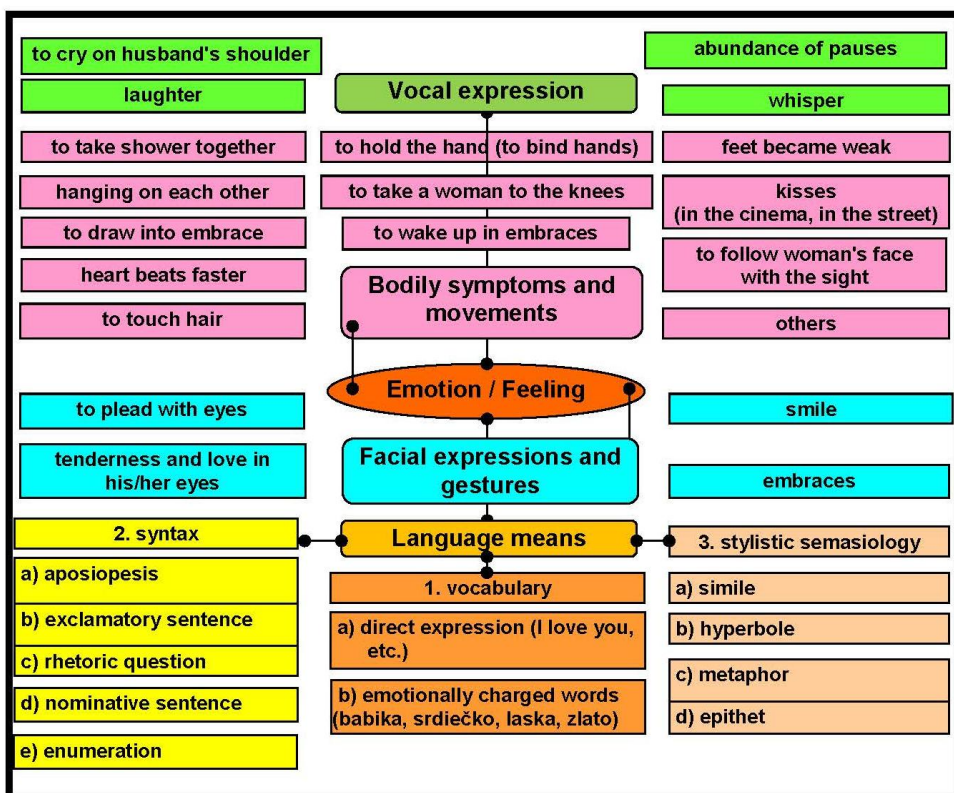 to cry on husband's shoulder
abundance of pauses
laughter
Vocal expression
whisper
to take shower together
to hold the hand (to bind hands)
feet became weak
hanging on each other
to take a woman to the knees
kisses
(in the cinema, in the street)
to draw into embrace
to wake up in embraces
to follow woman's face
with the sight
heart beats faster
Bodily symptoms and
movements
to touch hair
others
Emotion / Feeling
to plead with eyes
smile
tenderness and love in
his/her eyes
Facial expressions and
gestures
embraces
2. syntax
Language means
3. stylistic semasiology
a) aposiopesis
b) exclamatory sentence
c) rhetoric question
d) nominative sentence
e) enumeration
1. vocabulary
a) direct expression (I love you,
etc.)
b) emotionally charged words
(babika, srdiečko, laska, zlato)
a) simile
b) hyperbole
c) metaphor
d) epithet